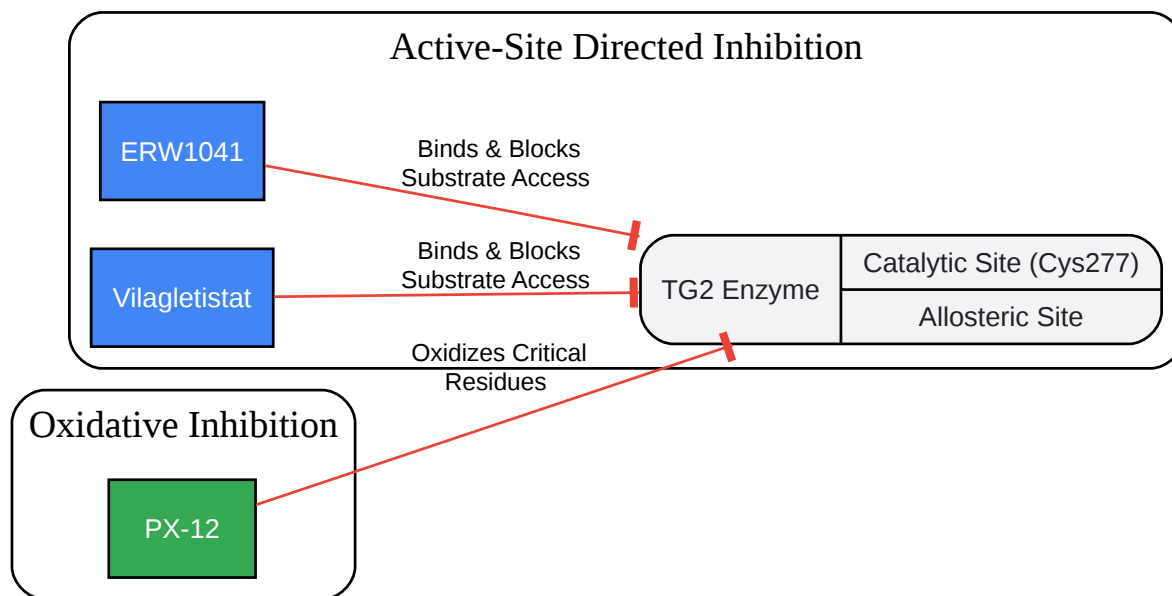 Active-Site Directed Inhibition
ERW1041
Binds & Blocks
Substrate Access
Vilagletistat
Binds & Blocks
Substrate Access
TG2 Enzyme
Catalytic Site (Cys277)
Allosteric Site
Oxidizes Critical
Residues
Oxidative Inhibition
PX-12